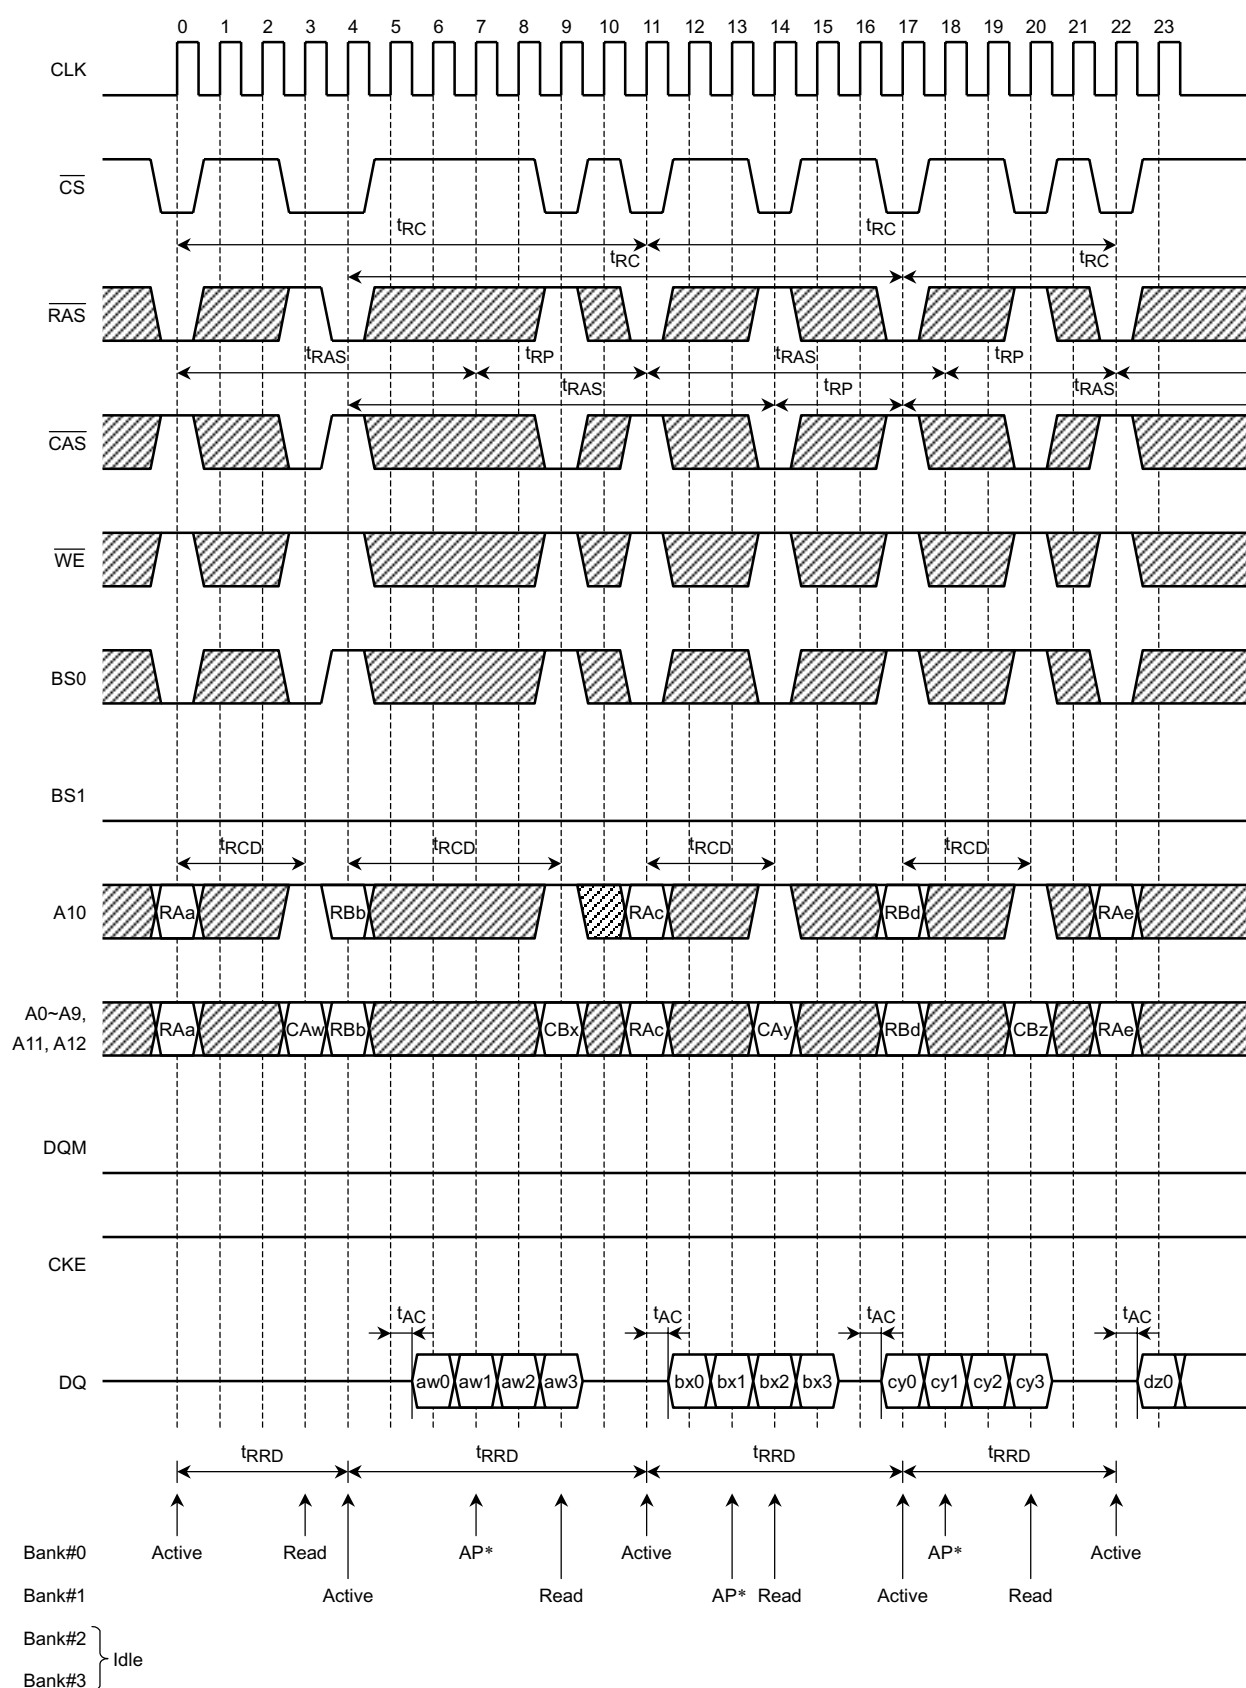 0 1 2 3 4 5 6 7 8 9 10 11 12 13 14 15 16 17 18 19 20 21 22 23
CLK
CS
tRC tRC
tRC tRC
RAS
tRAS tRP tRAS tRP
tRAS tRP tRAS
CAS
WE
BS0
BS1
tRCD tRCD tRCD tRCD
A10 RAa RBb RAc RBd RAe
A0~A9,
A11, A12
RAa CAw RBb CBx RAc CAy RBd CBz RAe
DQM
CKE
tAC tAC tAC tAC
DQ aw0 aw1 aw2 aw3 bx0 bx1 bx2 bx3 cy0 cy1 cy2 cy3 dz0
tRRD tRRD tRRD tRRD
Bank#0 Active Read AP* Active AP* Active
Bank#1 Active Read AP* Read Active Read
Bank#2
Idle
Bank#3